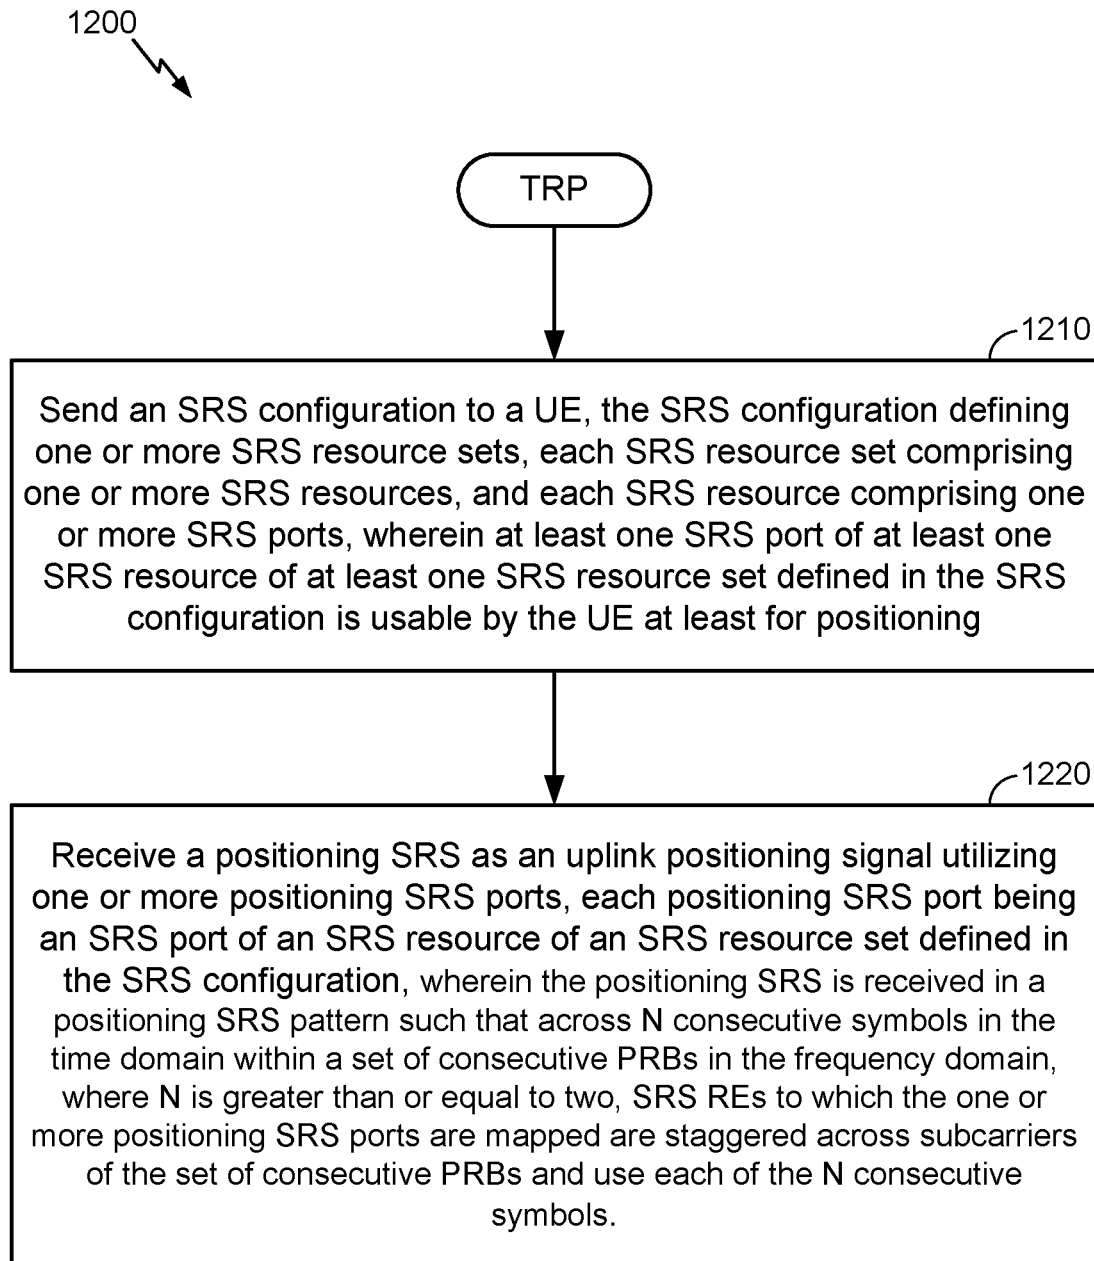 1200
TRP
1210
Send an SRS configuration to a UE, the SRS configuration defining
one or more SRS resource sets, each SRS resource set comprising
one or more SRS resources, and each SRS resource comprising one
or more SRS ports, wherein at least one SRS port of at least one
SRS resource of at least one SRS resource set defined in the SRS
configuration is usable by the UE at least for positioning
1220
Receive a positioning SRS as an uplink positioning signal utilizing
one or more positioning SRS ports, each positioning SRS port being
an SRS port of an SRS resource of an SRS resource set defined in
the SRS configuration, wherein the positioning SRS is received in a
positioning SRS pattern such that across N consecutive symbols in the
time domain within a set of consecutive PRBs in the frequency domain,
where N is greater than or equal to two, SRS REs to which the one or
more positioning SRS ports are mapped are staggered across subcarriers
of the set of consecutive PRBs and use each of the N consecutive
symbols.